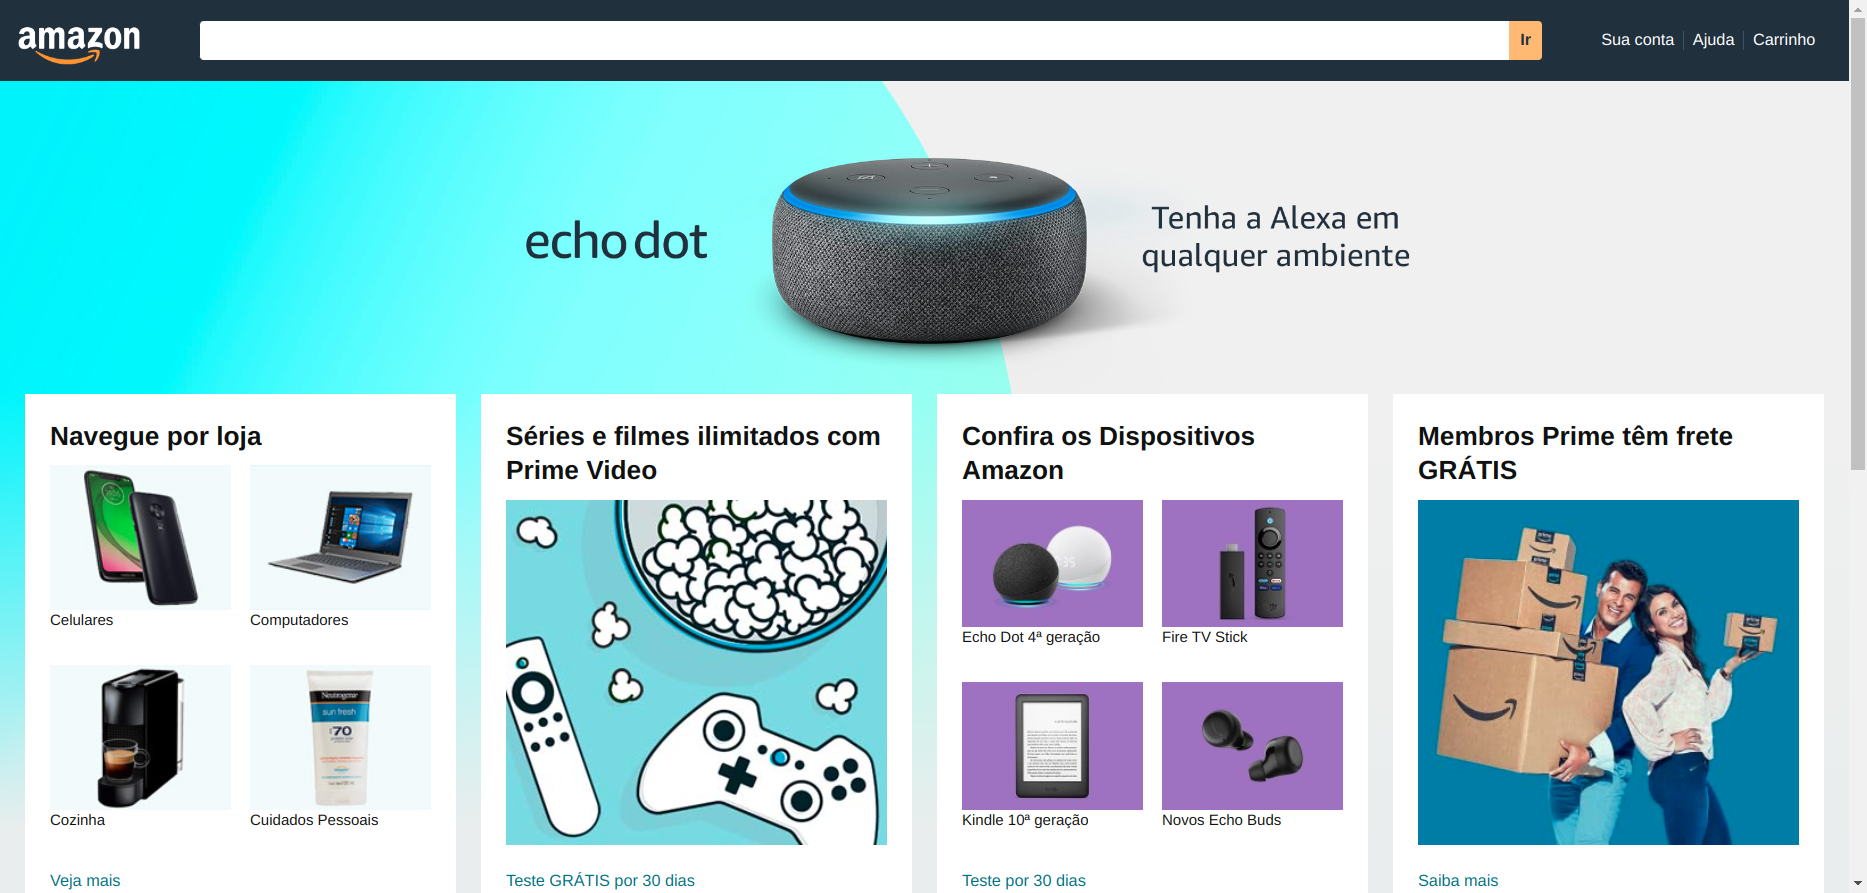 amazon
Ir
Sua conta
Ajuda
Carrinho
echo dot
Tenha a Alexa em
qualquer ambiente
Navegue por loja
Celulares
Computadores
Neutrogena
sun fresh
70
Cozinha
Cuidados Pessoais
Veja mais
Séries e filmes ilimitados com
Prime Video
Teste GRÁTIS por 30 dias
Confira os Dispositivos
Amazon
Echo Dot 4ª geração
Fire TV Stick
Kindle 10ª geração
Novos Echo Buds
Teste por 30 dias
Membros Prime têm frete
GRÁTIS
Saiba mais